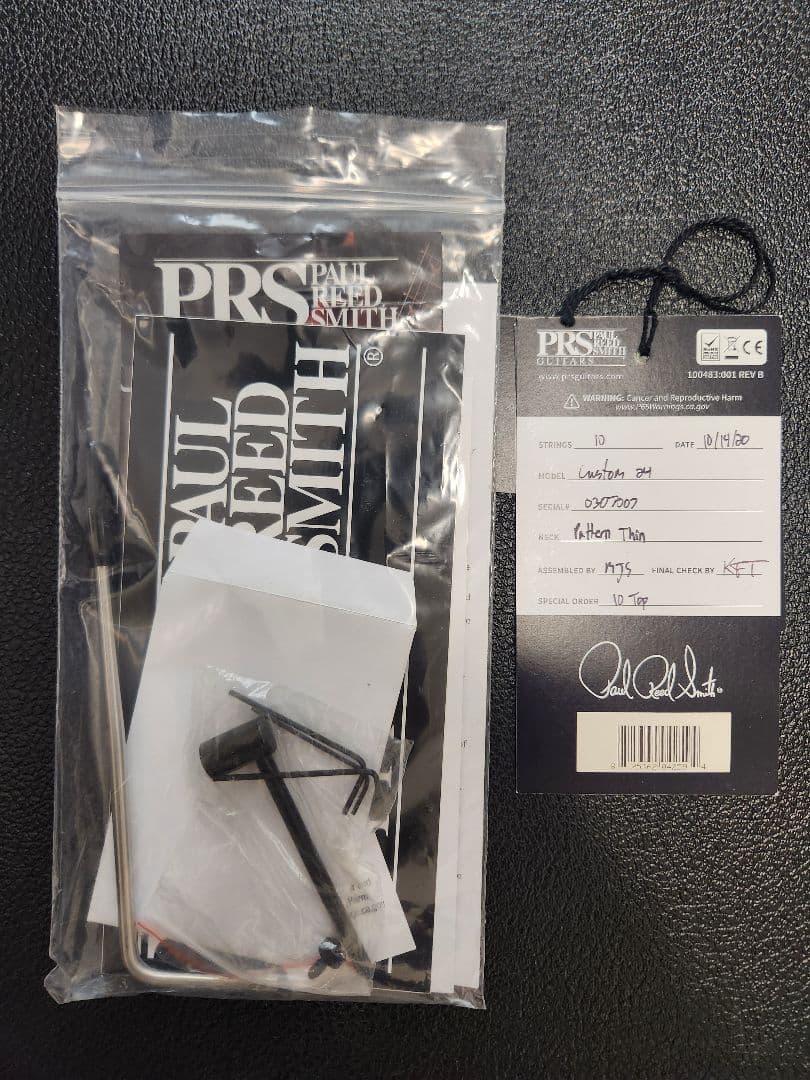 PRS PAUL
REED
SMITH
PAUL
REED
SMITH®
PRS PAUL
REED
SMITH
GUITARS
www.prsguitars.com
CE
100483:001 REV B
WARNING: Cancer and Reproductive Harm
www.P65Warnings.ca.gov
STRINGS 10 DATE 10/14/20
MODEL Custom 24
SERIAL# 0307007
NECK Pattern Thin
ASSEMBLED BY MJS FINAL CHECK BY KFT
SPECIAL ORDER 10 Top
Paul Reed Smith